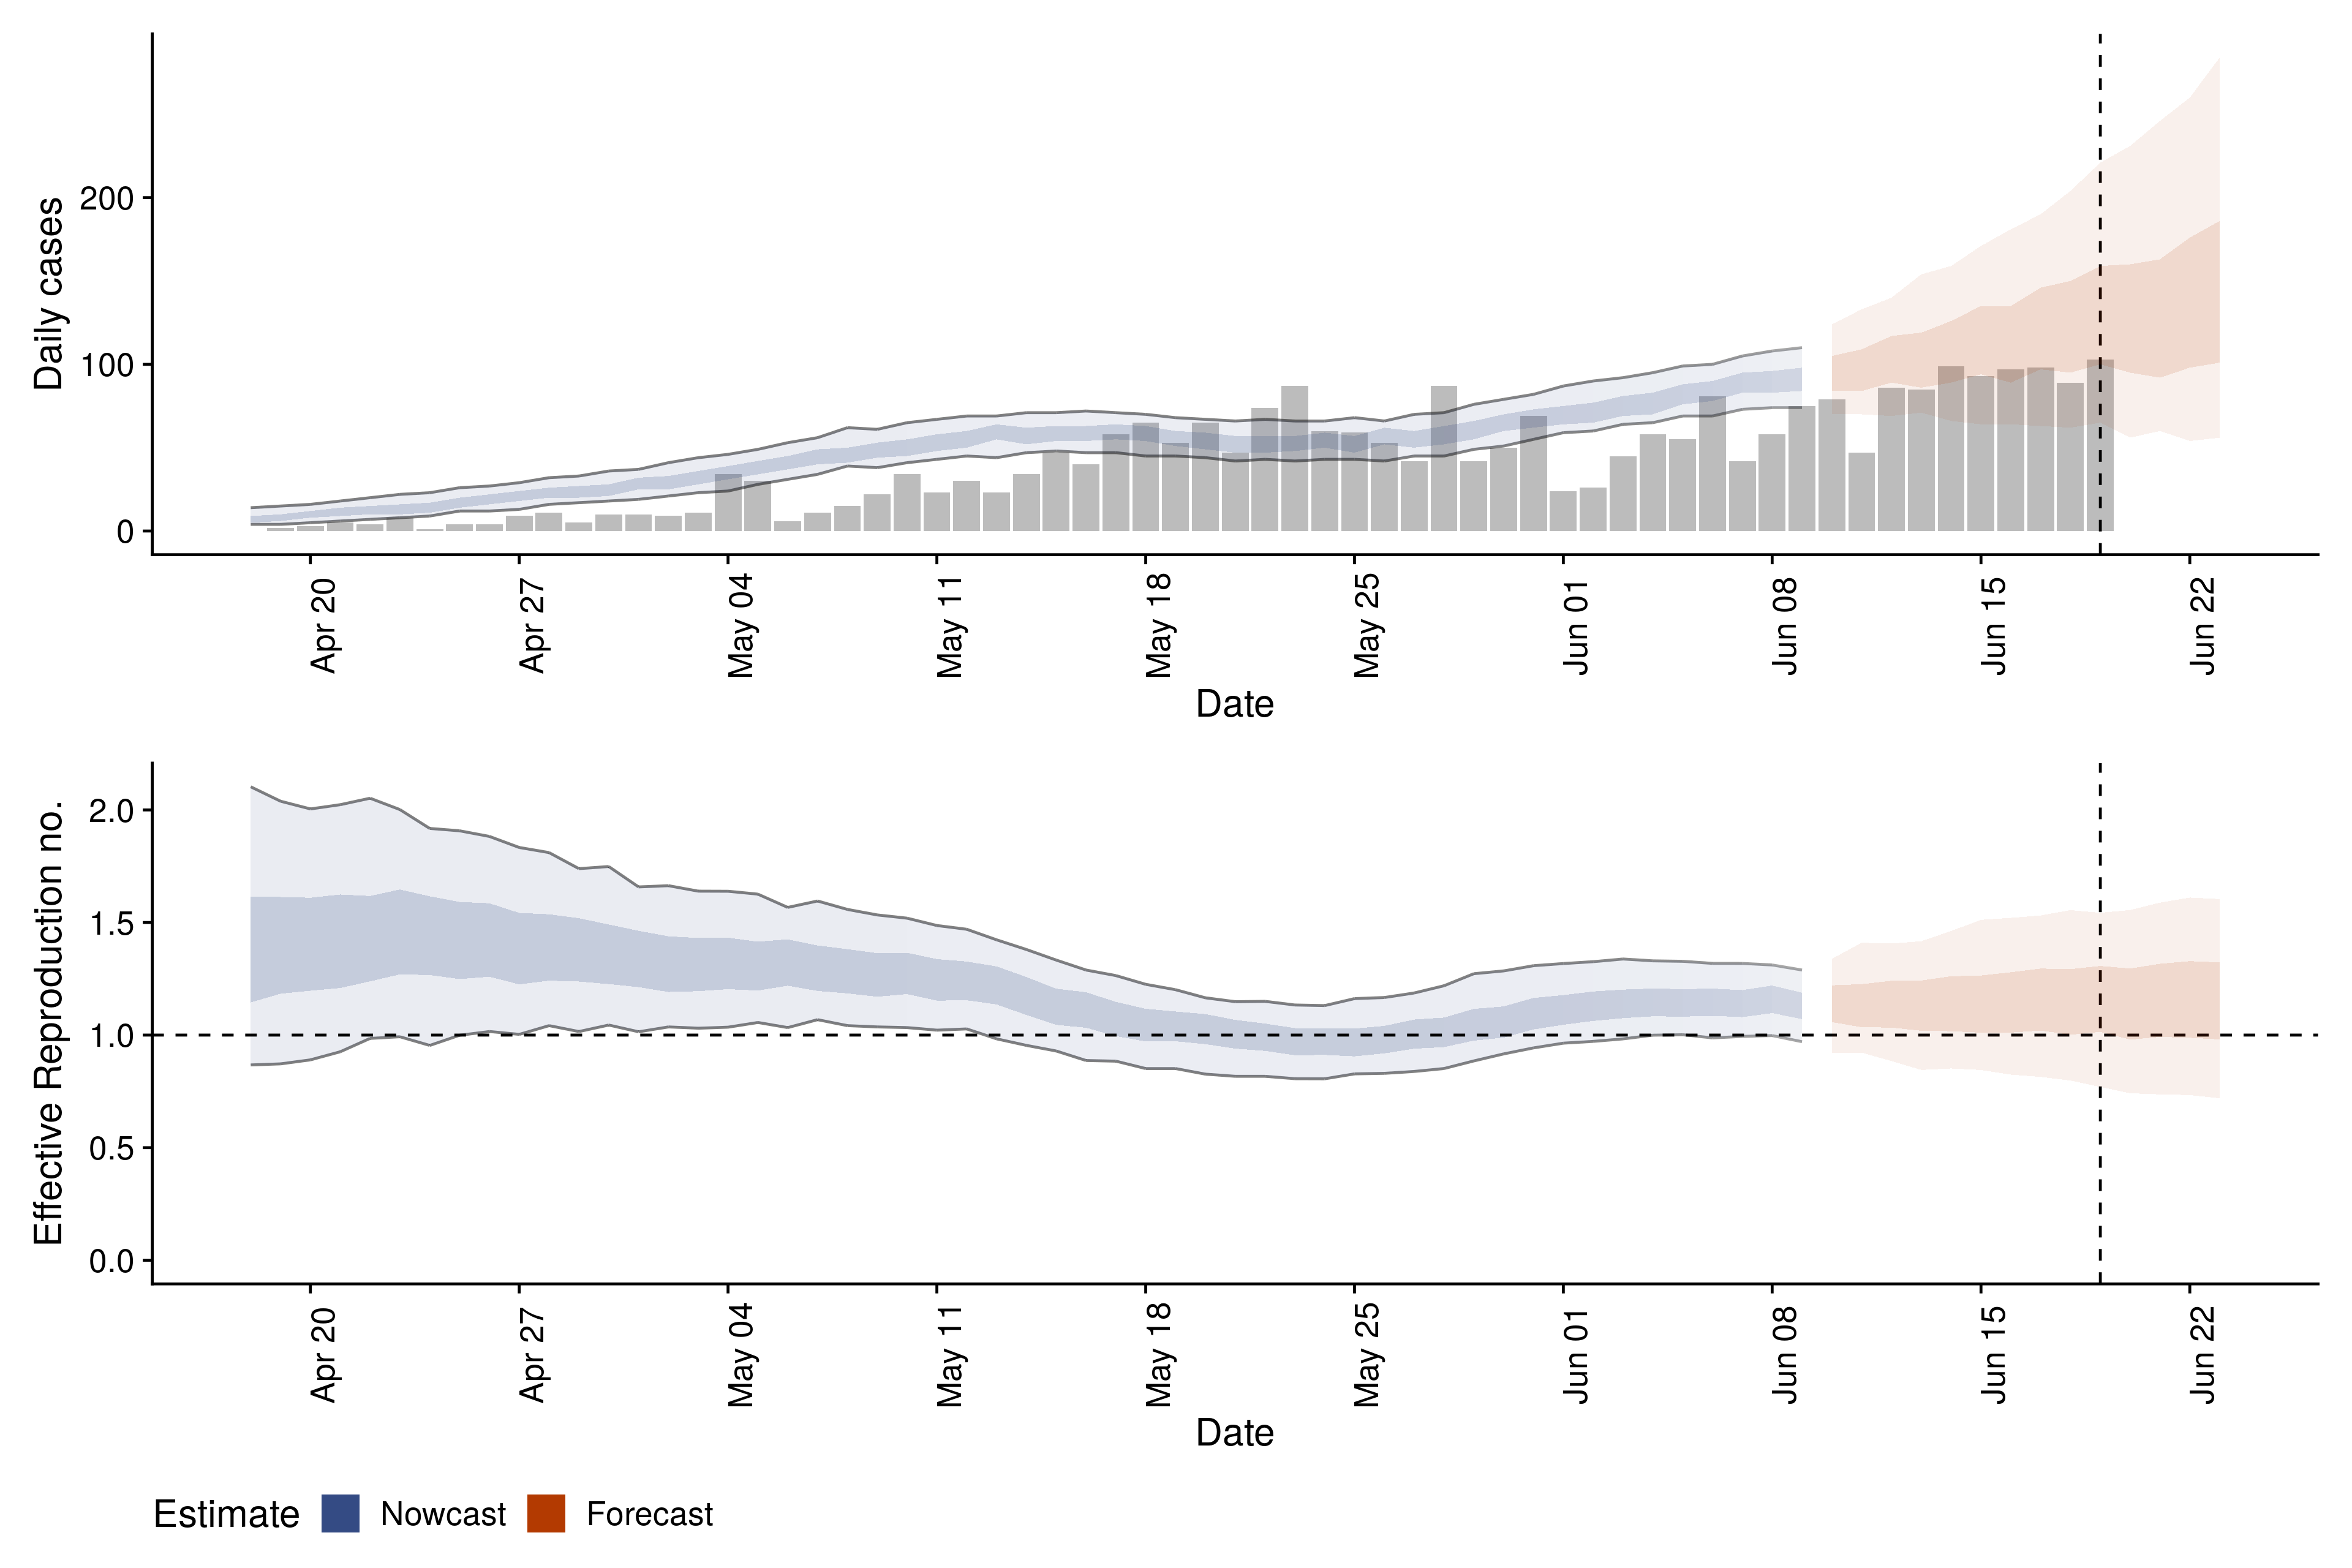 Daily cases
200
100
0
Apr 20
Apr 27
May 04
May 11
May 18
May 25
Jun 01
Jun 08
Jun 15
Jun 22
Date
Effective Reproduction no.
2.0
1.5
1.0
0.5
0.0
Apr 20
Apr 27
May 04
May 11
May 18
May 25
Jun 01
Jun 08
Jun 15
Jun 22
Date
Estimate Nowcast Forecast